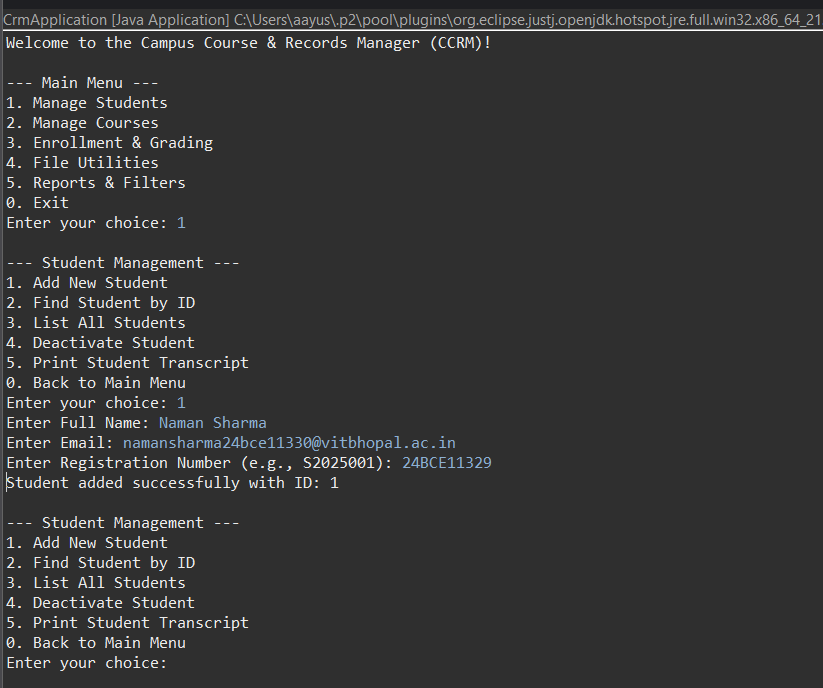 CrmApplication [Java Application] C:\Users\aayus\.p2\pool\plugins\org.eclipse.justj.openjdk.hotspot.jre.full.win32.x86_64_21
Welcome to the Campus Course & Records Manager (CCRM)!
--- Main Menu ---
1. Manage Students
2. Manage Courses
3. Enrollment & Grading
4. File Utilities
5. Reports & Filters
0. Exit
Enter your choice: 1
--- Student Management ---
1. Add New Student
2. Find Student by ID
3. List All Students
4. Deactivate Student
5. Print Student Transcript
0. Back to Main Menu
Enter your choice: 1
Enter Full Name: Naman Sharma
Enter Email: namansharma24bce11330@vitbhopal.ac.in
Enter Registration Number (e.g., S2025001): 24BCE11329
Student added successfully with ID: 1
--- Student Management ---
1. Add New Student
2. Find Student by ID
3. List All Students
4. Deactivate Student
5. Print Student Transcript
0. Back to Main Menu
Enter your choice: